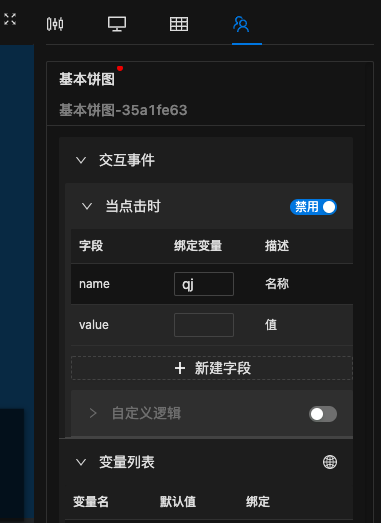 基本饼图
基本饼图-35a1fe63
交互事件
当点击时 禁用
字段 绑定变量 描述
name qj 名称
value 值
+ 新建字段
自定义逻辑
变量列表
变量名 默认值 绑定